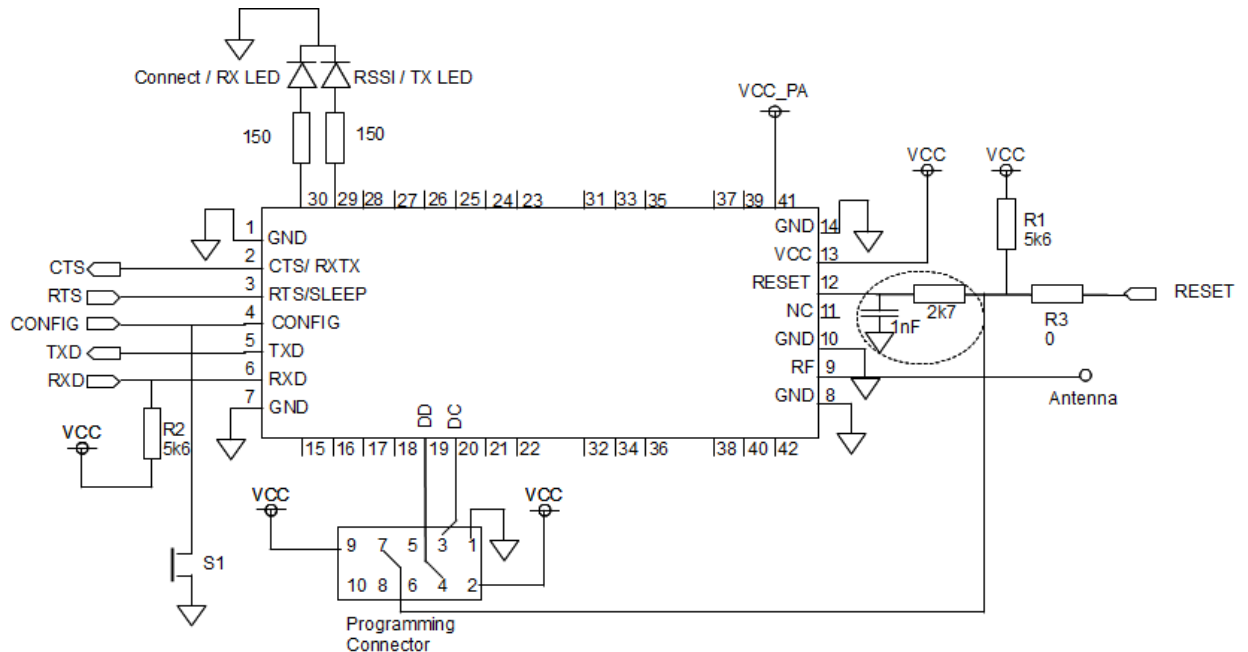 Connect / RX LED
RSSI / TX LED
VCC_PA
150
150
VCC
VCC
30 29 28 27 26 25 24 23 31 33 35 37 39 41
1
GND
GND
14
R1
5k6
CTS
2
CTS/ RXTX
VCC
13
RTS
3
RTS/SLEEP
RESET
12
RESET
CONFIG
4
CONFIG
NC
11
1nF
2k7
R3
0
TXD
5
TXD
GND
10
RXD
6
RXD
RF
9
Antenna
7
GND
GND
8
DD
DC
VCC
R2
5k6
15 16 17 18 19 20 21 22 32 34 36 38 40 42
VCC
VCC
9 7 5 3 1
10 8 6 4 2
S1
Programming
Connector